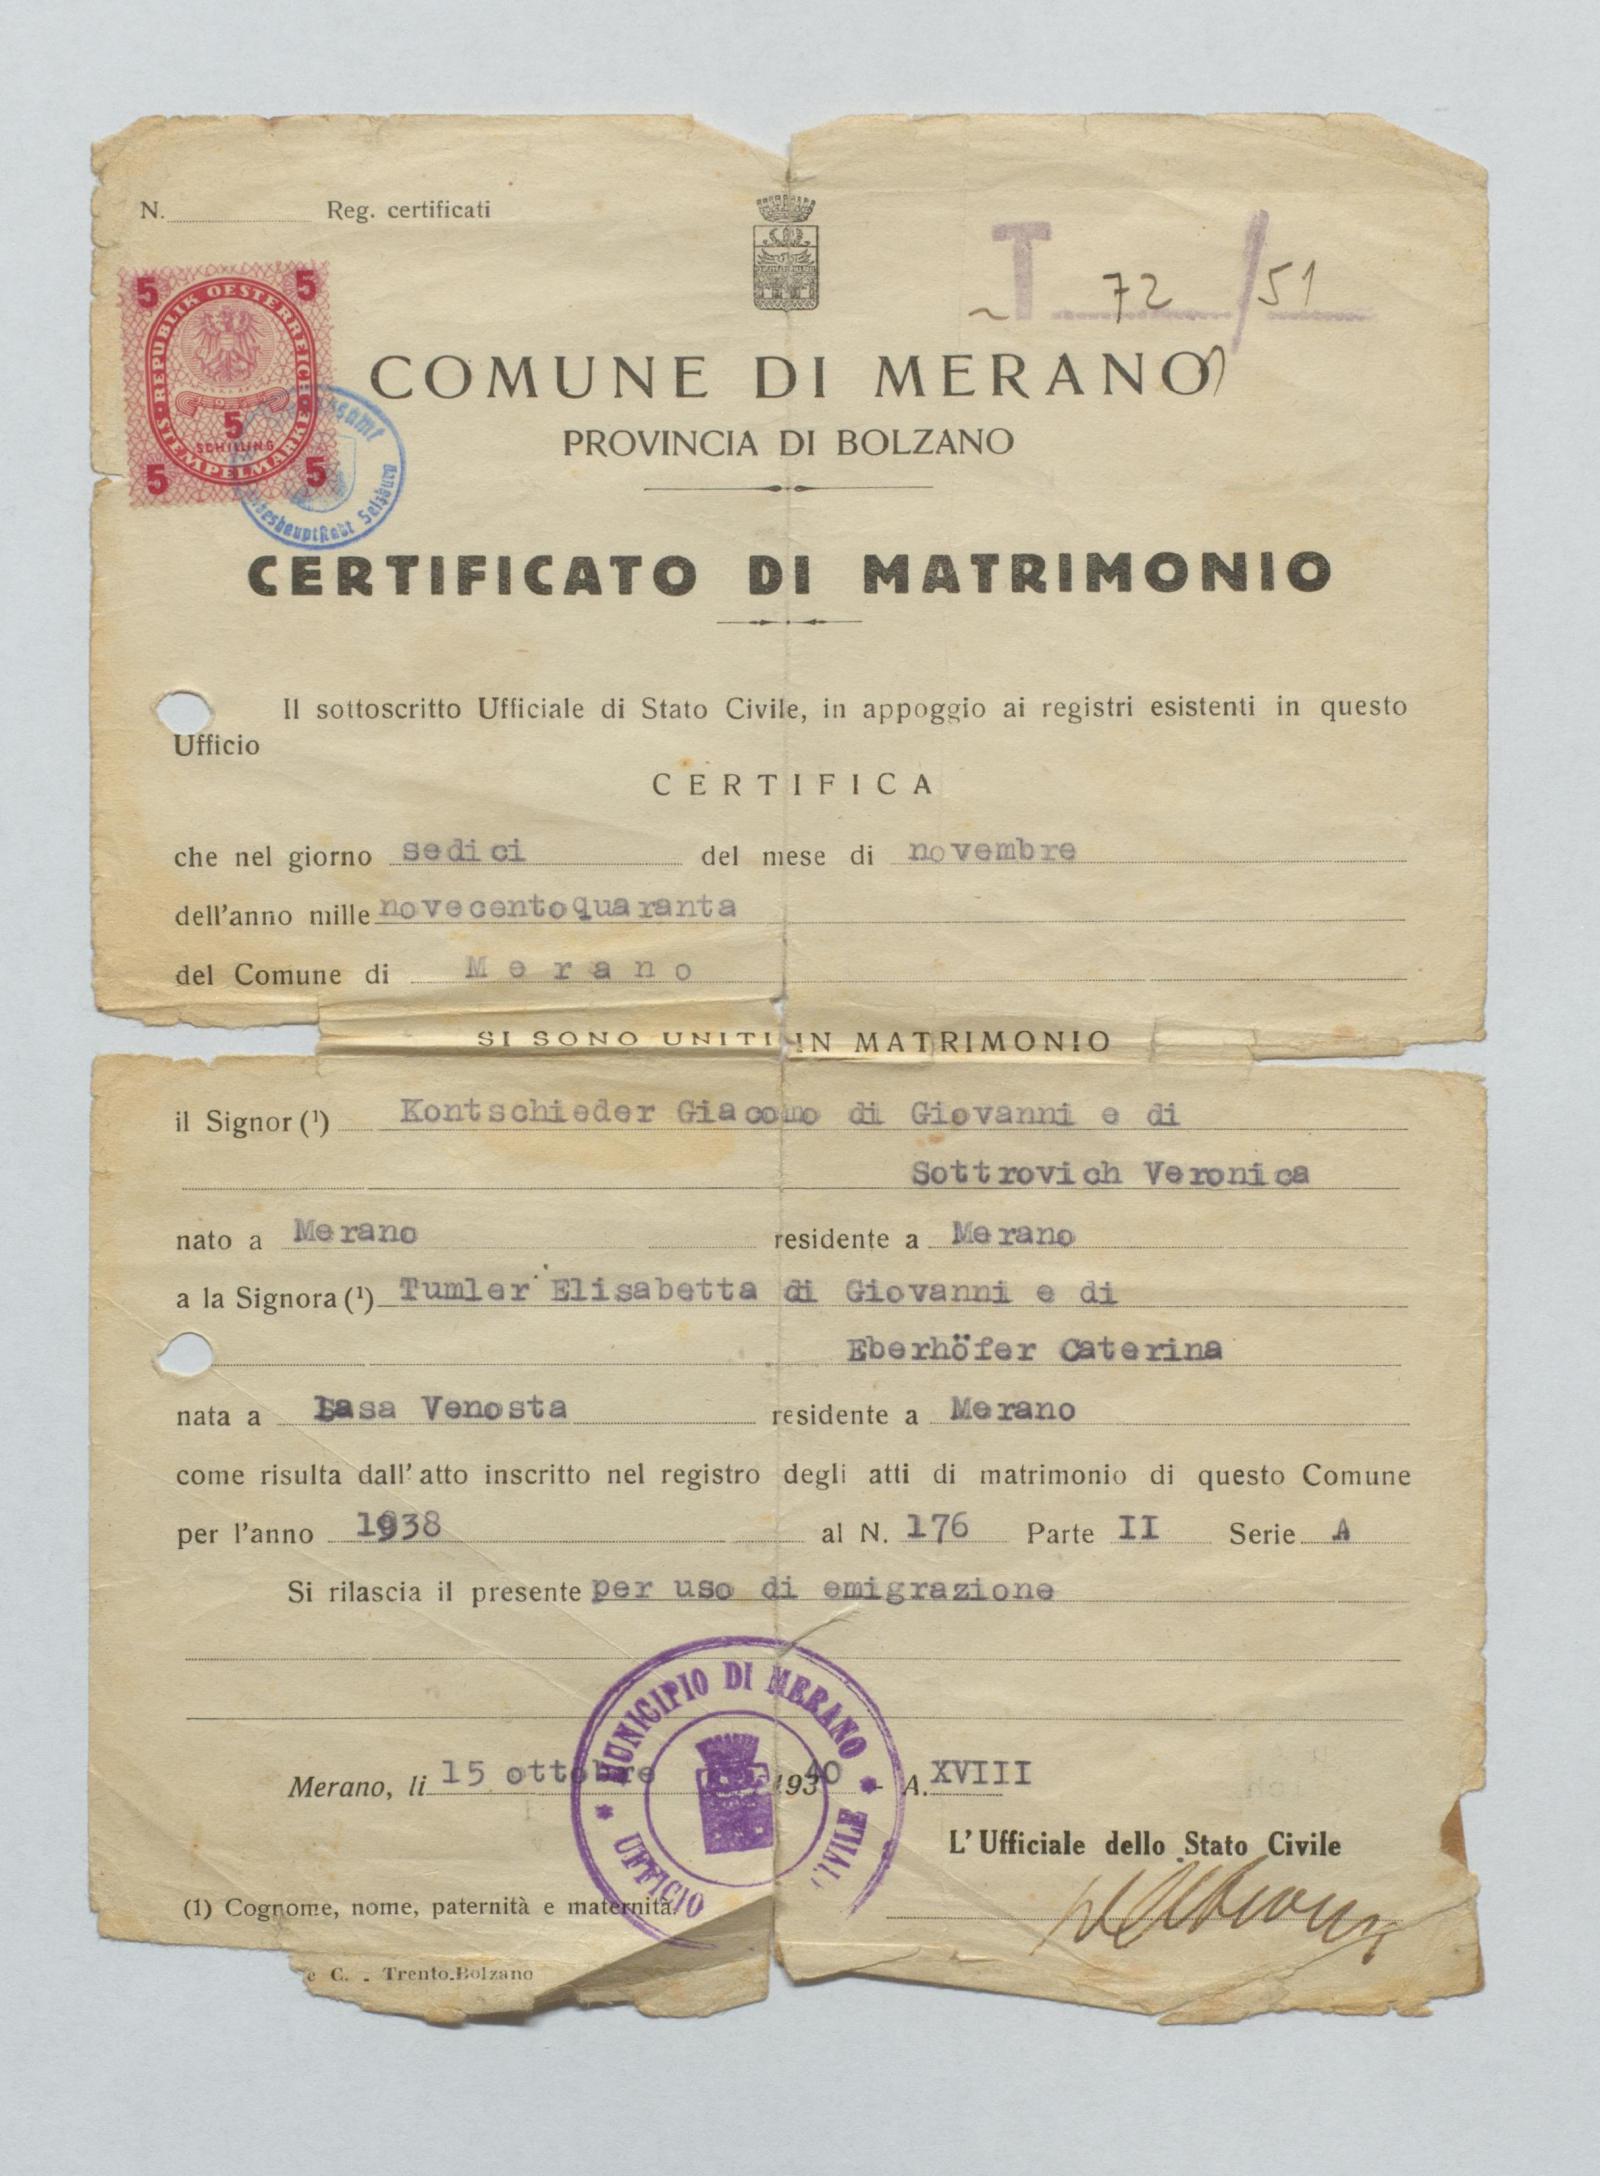 N. Reg. certificati
T 72/51
5 5
REPUBLIK OESTERREICH
5
SCHILLING
STEMPELMARKE
5 5
Landeshauptstadt Salzburg
COMUNE DI MERANO
PROVINCIA DI BOLZANO
CERTIFICATO DI MATRIMONIO
Il sottoscritto Ufficiale di Stato Civile, in appoggio ai registri esistenti in questo
Ufficio
CERTIFICA
che nel giorno sedici del mese di novembre
dell'anno mille novecentoquaranta
del Comune di Merano
SI SONO UNITI IN MATRIMONIO
il Signor (¹) Kontschieder Giacomo di Giovanni e di
Sottrovich Veronica
nato a Merano residente a Merano
a la Signora (¹) Tumler Elisabetta di Giovanni e di
Eberhöfer Caterina
nata a Lasa Venosta residente a Merano
come risulta dall' atto inscritto nel registro degli atti di matrimonio di questo Comune
per l'anno 1938 al N. 176 Parte II Serie A
Si rilascia il presente per uso di emigrazione
MUNICIPIO DI MERANO
UFFICIO CIVILE
Merano, li 15 ottobre 19340 - A. XVIII
L'Ufficiale dello Stato Civile
(1) Cognome, nome, paternità e maternità.
e C. - Trento-Bolzano